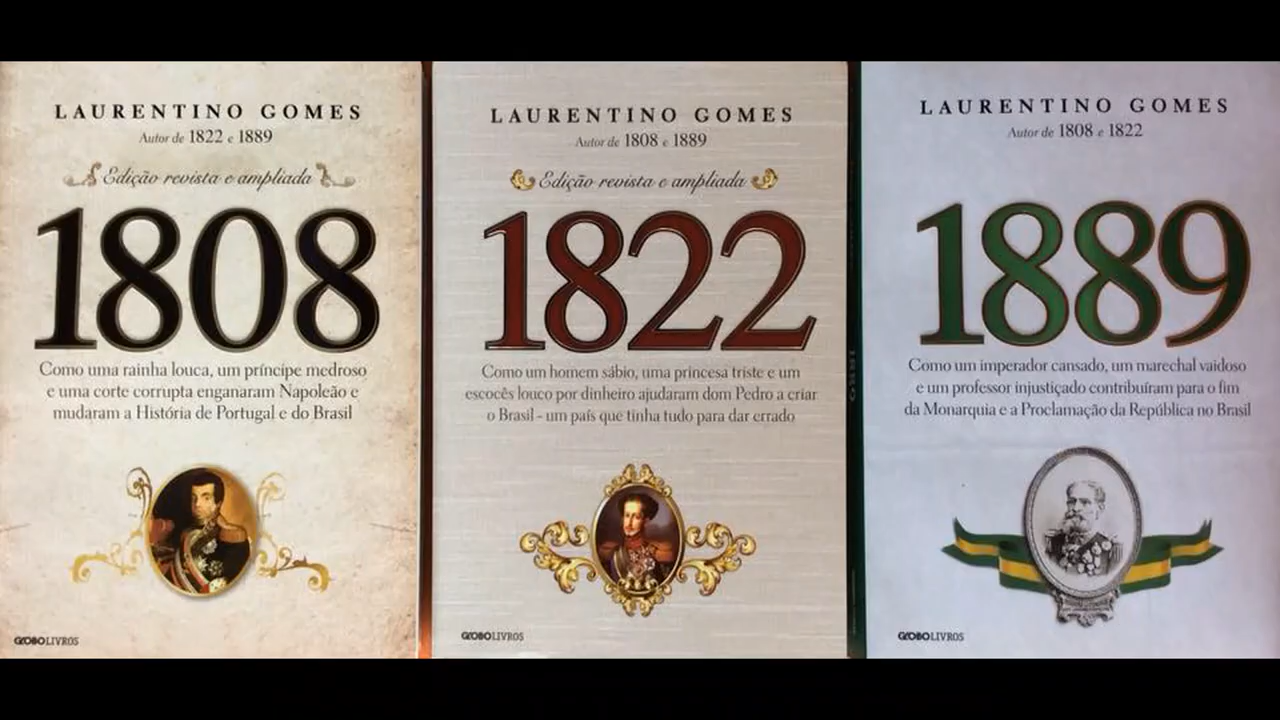 LAURENTINO GOMES
Autor de 1822 e 1889
Edição revista e ampliada
1808
Como uma rainha louca, um príncipe medroso
e uma corte corrupta enganaram Napoleão e
mudaram a História de Portugal e do Brasil
GLOBOLIVROS
LAURENTINO GOMES
Autor de 1808 e 1889
Edição revista e ampliada
1822
Como um homem sábio, uma princesa triste e um
escocês louco por dinheiro ajudaram dom Pedro a criar
o Brasil - um país que tinha tudo para dar errado
GLOBOLIVROS
LAURENTINO GOMES
Autor de 1808 e 1822
1889
Como um imperador cansado, um marechal vaidoso
e um professor injustiçado contribuíram para o fim
da Monarquia e a Proclamação da República no Brasil
GLOBOLIVROS